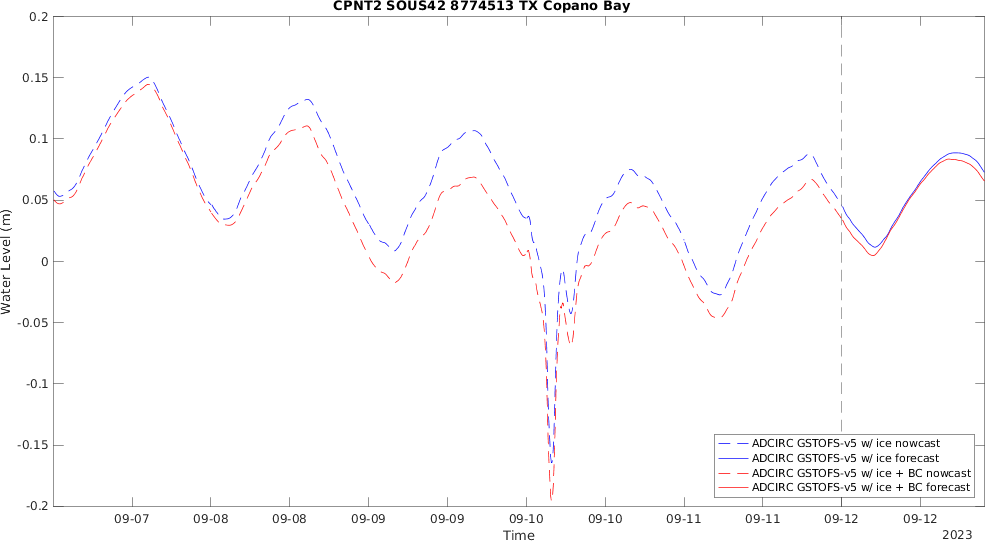 CPNT2 SOUS42 8774513 TX Copano Bay
0.2
0.15
0.1
0.05
0
-0.05
-0.1
-0.15
-0.2
Water Level (m)
ADCIRC GSTOFS-v5 w/ ice nowcast
ADCIRC GSTOFS-v5 w/ ice forecast
ADCIRC GSTOFS-v5 w/ ice + BC nowcast
ADCIRC GSTOFS-v5 w/ ice + BC forecast
09-07 09-08 09-08 09-09 09-09 09-10 09-10 09-11 09-11 09-12 09-12
Time
2023